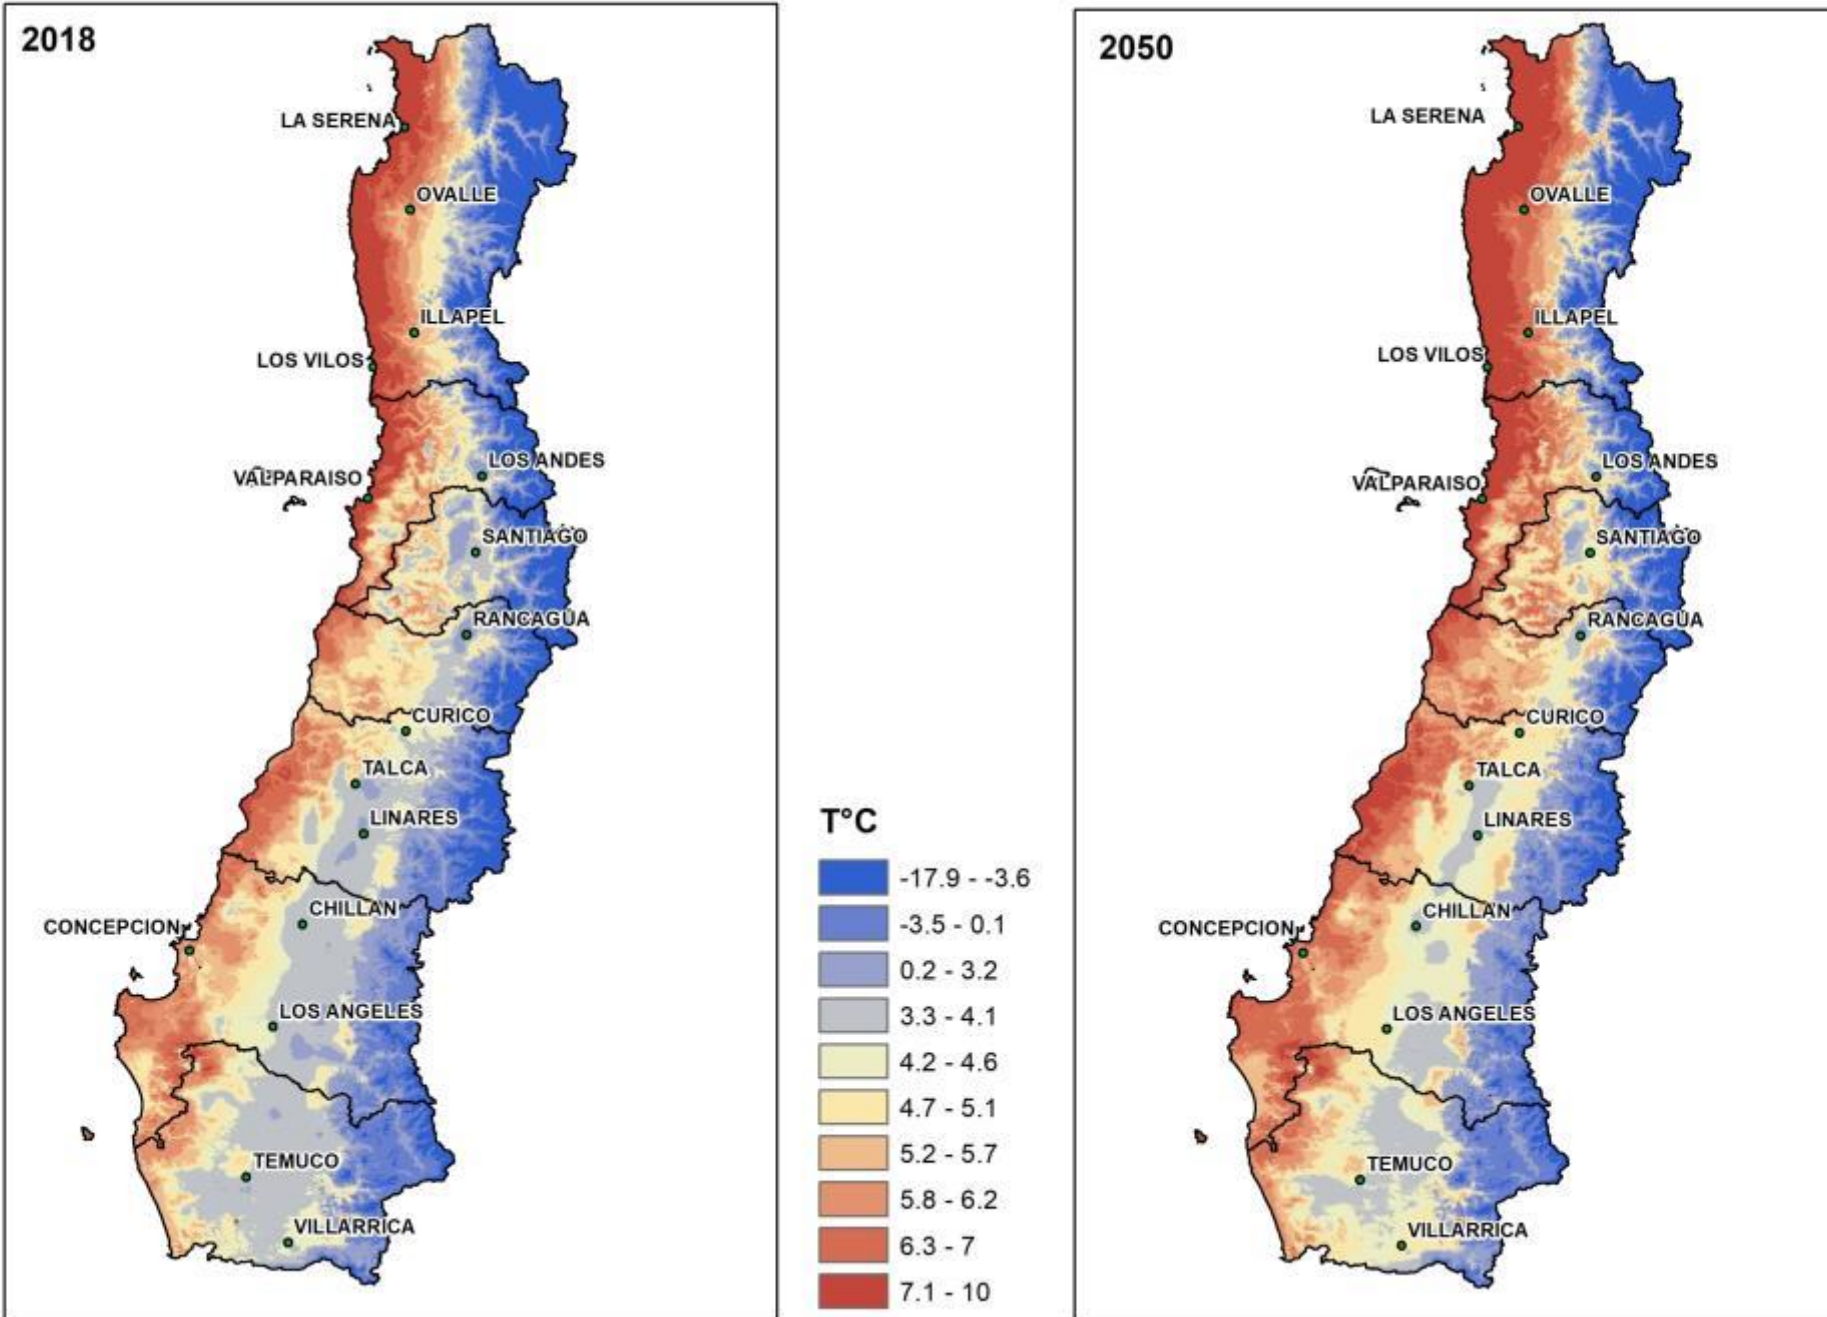 2018
LA SERENA
OVALLE
ILLAPEL
LOS VILOS
LOS ANDES
VALPARAISO
SANTIAGO
RANCAGUA
CURICO
TALCA
LINARES
CHILLAN
CONCEPCION
LOS ANGELES
TEMUCO
VILLARRICA
T°C
-17.9 - -3.6
-3.5 - 0.1
0.2 - 3.2
3.3 - 4.1
4.2 - 4.6
4.7 - 5.1
5.2 - 5.7
5.8 - 6.2
6.3 - 7
7.1 - 10
2050
LA SERENA
OVALLE
ILLAPEL
LOS VILOS
LOS ANDES
VALPARAISO
SANTIAGO
RANCAGUA
CURICO
TALCA
LINARES
CHILLAN
CONCEPCION
LOS ANGELES
TEMUCO
VILLARRICA